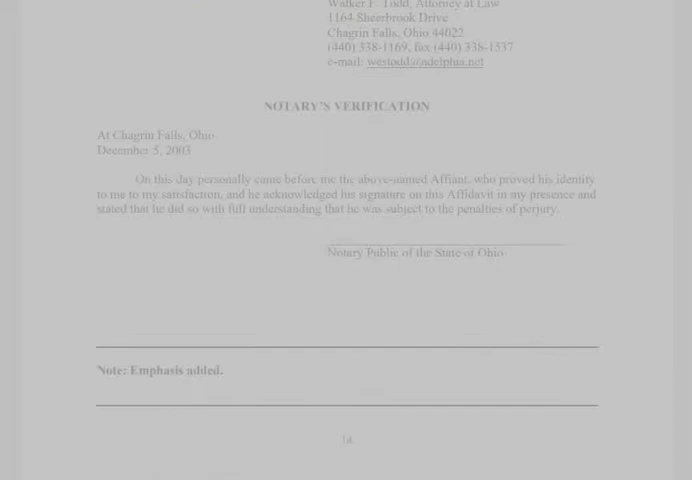 Walker F. Todd, Attorney at Law
1164 Sheerbrook Drive
Chagrin Falls, Ohio 44022
(440) 338-1169, fax (440) 338-1537
e-mail: westodd@adelphia.net
NOTARY'S VERIFICATION
At Chagrin Falls, Ohio
December 5, 2003
On this day personally came before me the above-named Affiant, who proved his identity
to me to my satisfaction, and he acknowledged his signature on this Affidavit in my presence and
stated that he did so with full understanding that he was subject to the penalties of perjury.
Notary Public of the State of Ohio
Note: Emphasis added.